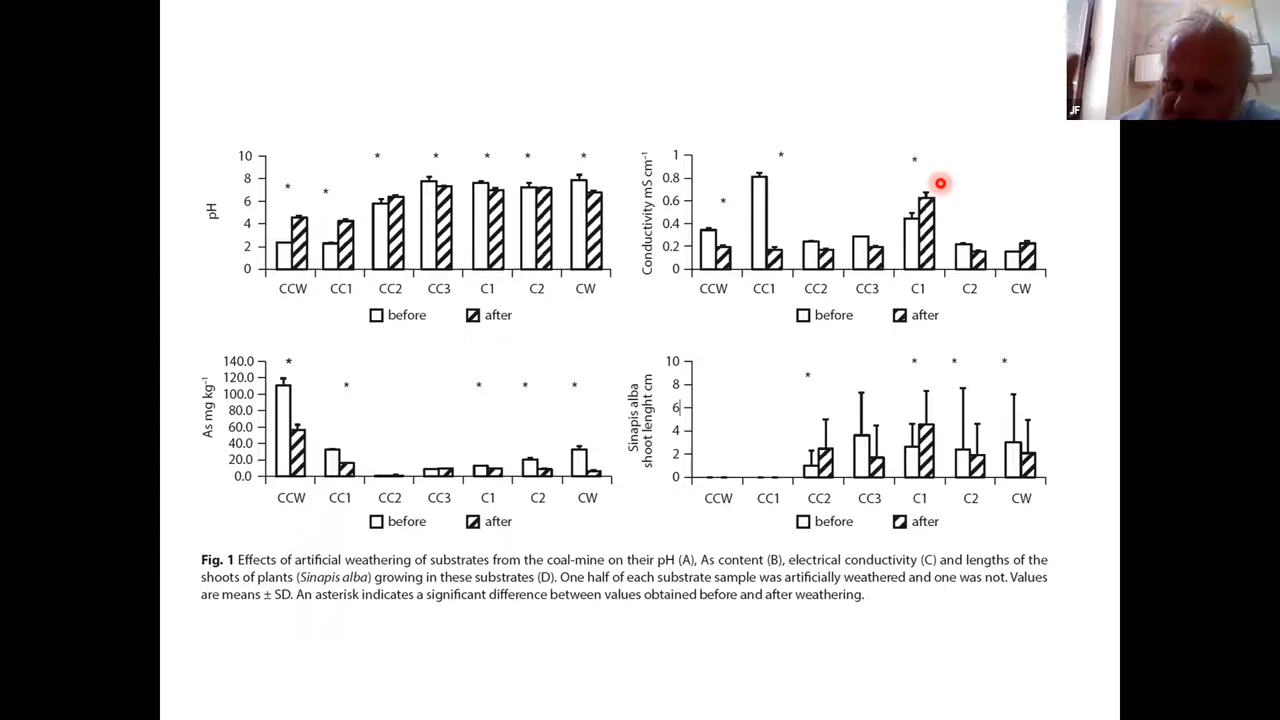 JF
10
8
6
4
2
0
pH
* * * * * * *
CCW CC1 CC2 CC3 C1 C2 CW
before after
1
0.8
0.6
0.4
0.2
0
Conductivity mS cm⁻¹
* * *
CCW CC1 CC2 CC3 C1 C2 CW
before after
140.0
120.0
100.0
80.0
60.0
40.0
20.0
0.0
As mg kg⁻¹
* * * * *
CCW CC1 CC2 CC3 C1 C2 CW
before after
10
8
6
4
2
0
Sinapis alba
shoot lenght cm
* * * *
CCW CC1 CC2 CC3 C1 C2 CW
before after
Fig. 1 Effects of artificial weathering of substrates from the coal-mine on their pH (A), As content (B), electrical conductivity (C) and lengths of the
shoots of plants (Sinapis alba) growing in these substrates (D). One half of each substrate sample was artificially weathered and one was not. Values
are means ± SD. An asterisk indicates a significant difference between values obtained before and after weathering.